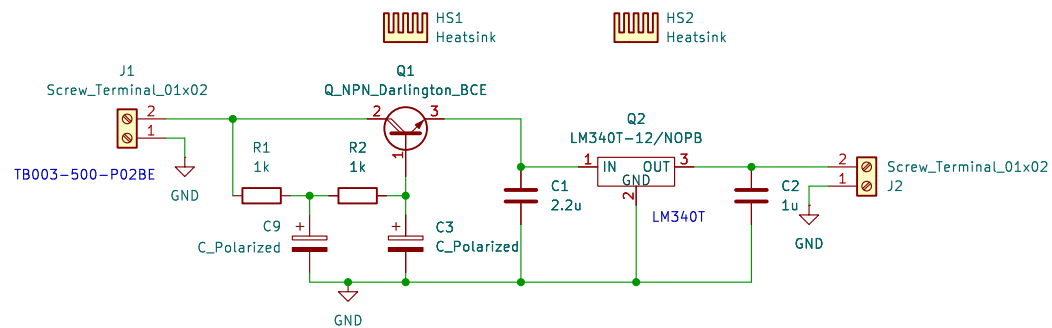 HS1
Heatsink
HS2
Heatsink
J1
Screw_Terminal_01x02
2
1
TB003-500-P02BE
GND
Q1
Q_NPN_Darlington_BCE
2
3
1
R1
1k
R2
1k
C9
C_Polarized
+
C3
C_Polarized
+
GND
C1
2.2u
Q2
LM340T-12/NOPB
1
IN
OUT
3
GND
2
LM340T
C2
1u
2
1
Screw_Terminal_01x02
J2
GND